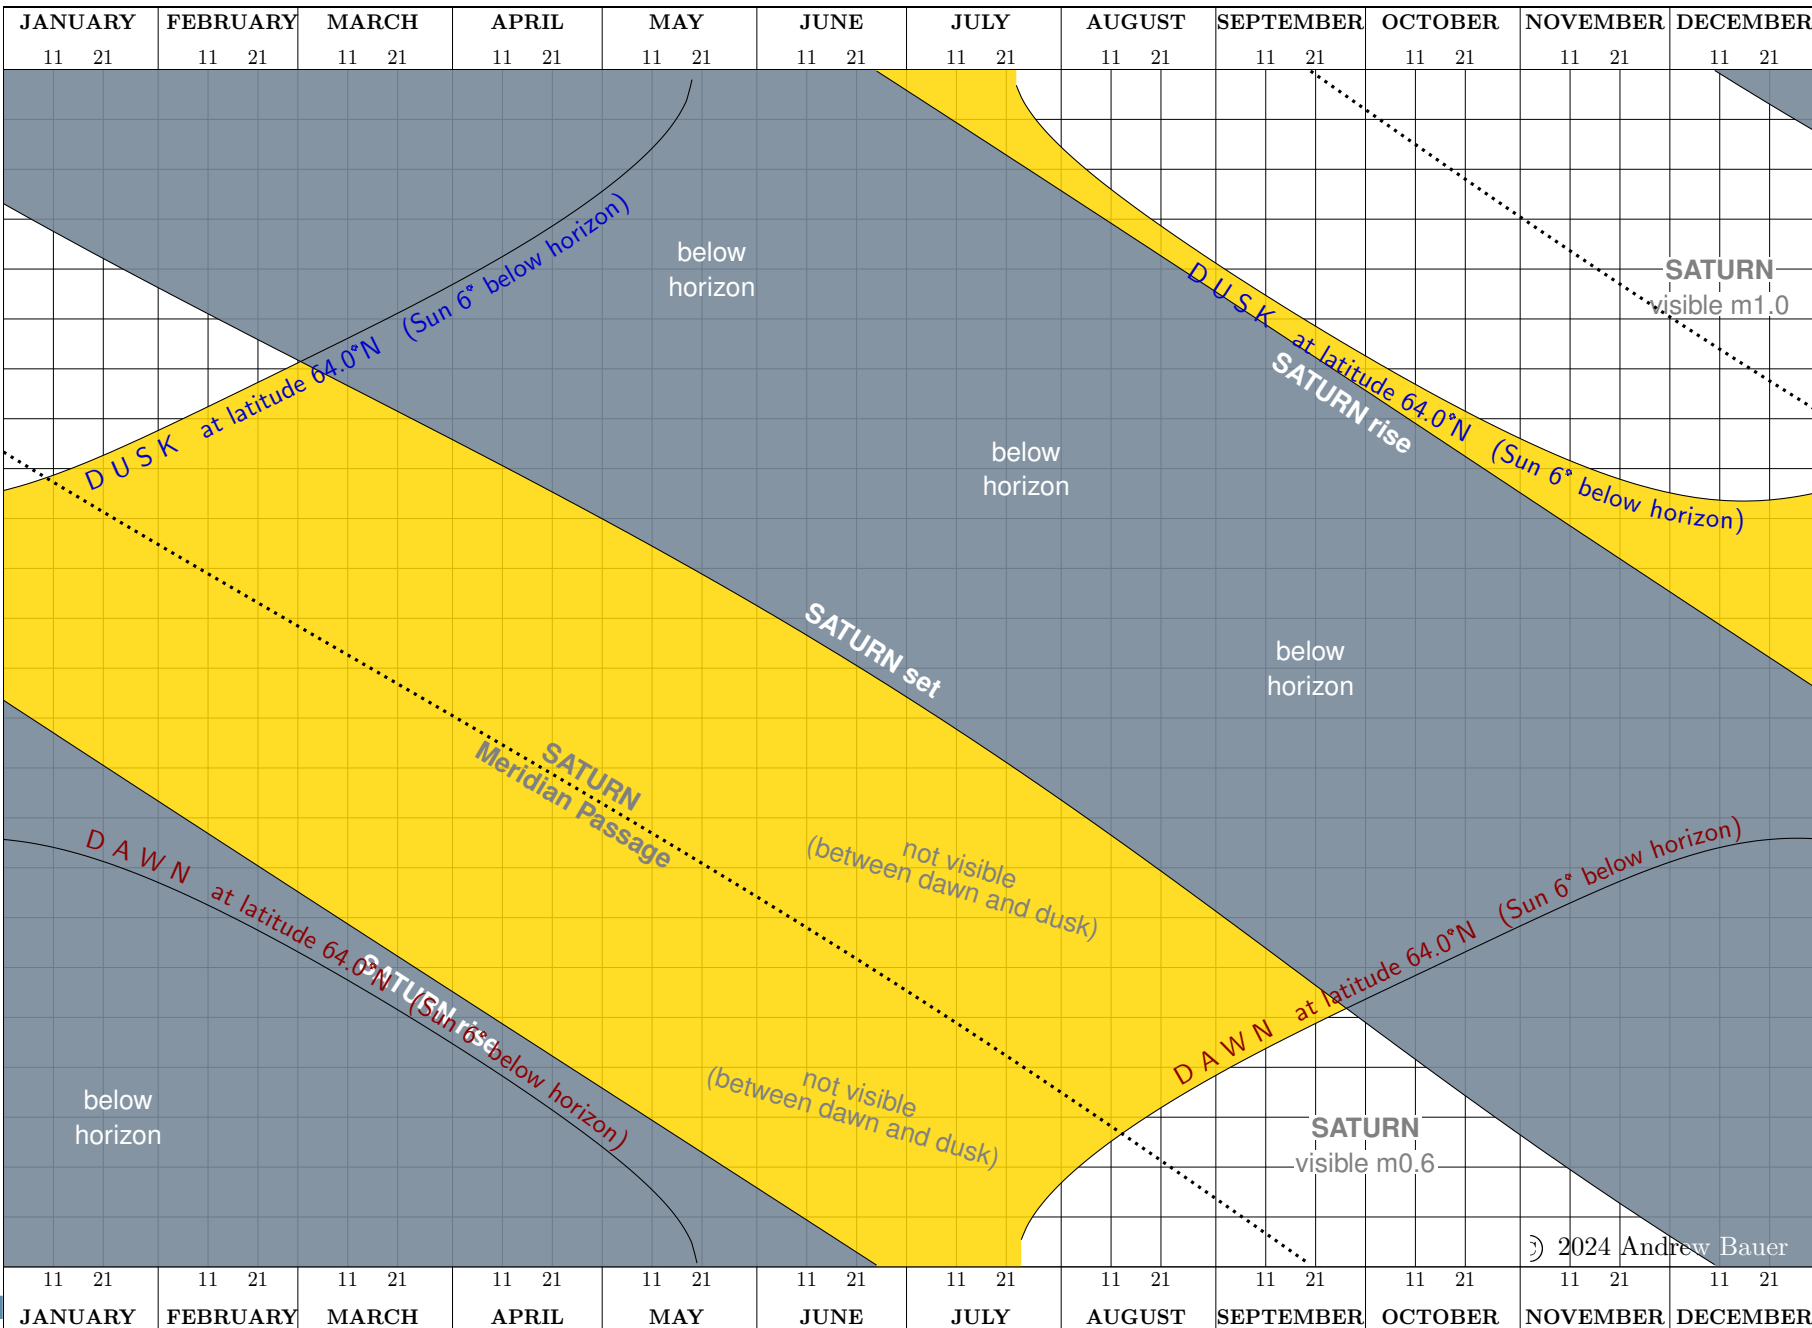 JANUARY FEBRUARY MARCH APRIL MAY JUNE JULY AUGUST SEPTEMBER OCTOBER NOVEMBER DECEMBER
11 21 11 21 11 21 11 21 11 21 11 21 11 21 11 21 11 21 11 21 11 21 11 21
DUSK at latitude 64.0°N (Sun 6° below horizon)
below
horizon
DUSK at latitude 64.0°N (Sun 6° below horizon)
SATURN
visible m1.0
SATURN rise
below
horizon
SATURN set
below
horizon
SATURN
Meridian Passage
not visible
(between dawn and dusk)
DAWN at latitude 64.0°N (Sun 6° below horizon)
SATURN rise
DAWN at latitude 64.0°N (Sun 6° below horizon)
not visible
(between dawn and dusk)
below
horizon
SATURN
visible m0.6
© 2024 Andrew Bauer
11 21 11 21 11 21 11 21 11 21 11 21 11 21 11 21 11 21 11 21 11 21 11 21
JANUARY FEBRUARY MARCH APRIL MAY JUNE JULY AUGUST SEPTEMBER OCTOBER NOVEMBER DECEMBER